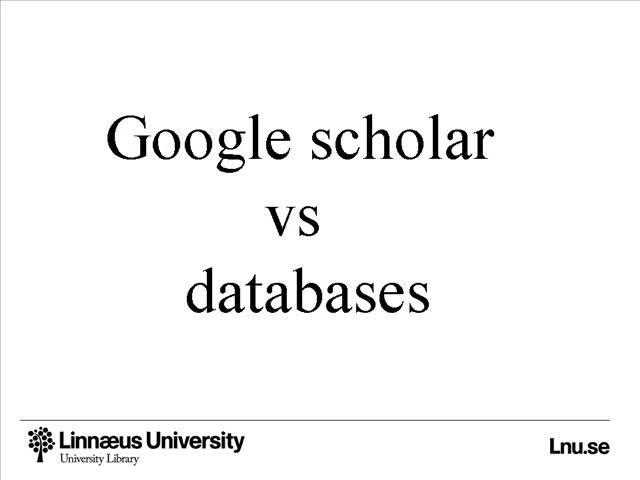 Google scholar
vs
databases
Linnæus University
University Library
Lnu.se